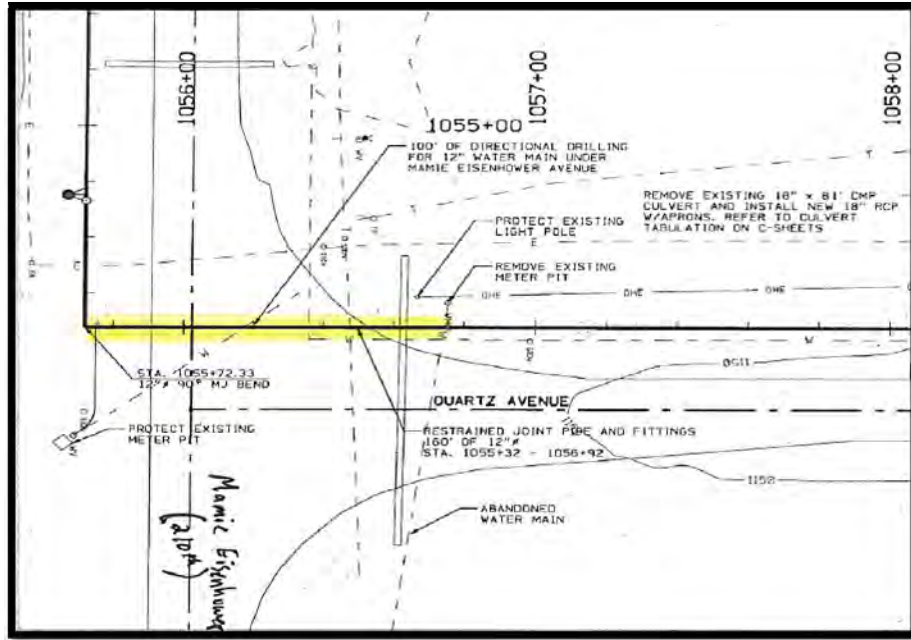 1056+00
1057+00
1058+00
1055+00
100' OF DIRECTIONAL DRILLING
FOR 12" WATER MAIN UNDER
MAMIE EISENHOWER AVENUE
REMOVE EXISTING 18" x 81' CMP
CULVERT AND INSTALL NEW 18" RCP
W/APRONS. REFER TO CULVERT
TABULATION ON C-SHEETS
PROTECT EXISTING
LIGHT POLE
E
REMOVE EXISTING
METER PIT
OHE OHE OHE
STA. 1055+72.33
12"ø 90° MJ BEND
1150
QUARTZ AVENUE
PROTECT EXISTING
METER PIT
RESTRAINED JOINT PIPE AND FITTINGS
160' OF 12"ø
STA. 1055+32 - 1056+92
1152
ABANDONED
WATER MAIN
Mamie Eisenhower
(210th)